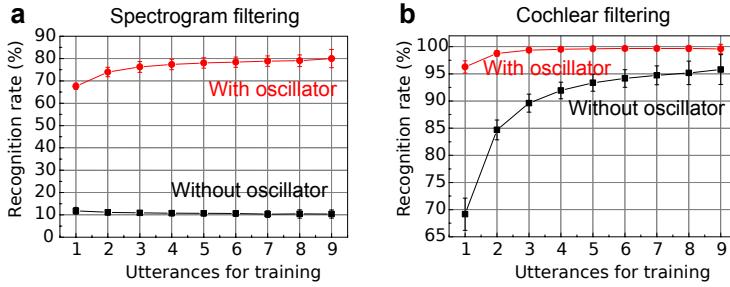 a
Spectrogram filtering
Recognition rate (%)
90
80
70
60
50
40
30
20
10
0
With oscillator
Without oscillator
1 2 3 4 5 6 7 8 9
Utterances for training
b
Cochlear filtering
Recognition rate (%)
100
95
90
85
80
75
70
65
With oscillator
Without oscillator
1 2 3 4 5 6 7 8 9
Utterances for training